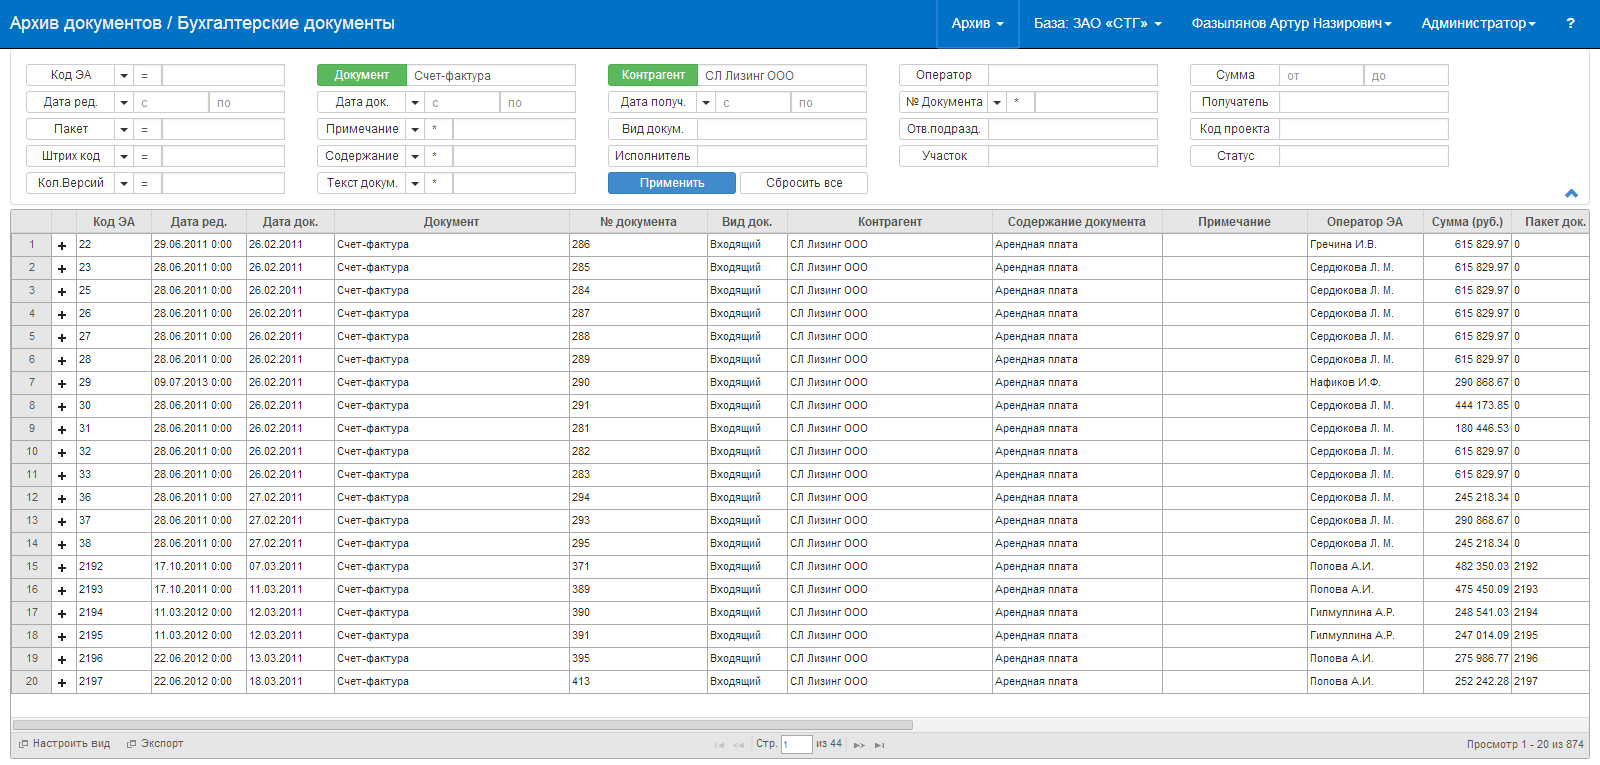 Архив документов / Бухгалтерские документы Архив База: ЗАО «СТГ» Фазылянов Артур Назирович Администратор ?
Код ЭА = Документ Счет-фактура Контрагент СЛ Лизинг ООО Оператор Сумма от до
Дата ред. с по Дата док. с по Дата получ. с по № Документа * Получатель
Пакет = Примечание * Вид докум. Отв.подразд. Код проекта
Штрих код = Содержание * Исполнитель Участок Статус
Кол.Версий = Текст докум. * Применить Сбросить все
Код ЭА Дата ред. Дата док. Документ № документа Вид док. Контрагент Содержание документа Примечание Оператор ЭА Сумма (руб.) Пакет док.
1 + 22 29.06.2011 0:00 26.02.2011 Счет-фактура 286 Входящий СЛ Лизинг ООО Арендная плата Гречина И.В. 615 829.97 0
2 + 23 28.06.2011 0:00 26.02.2011 Счет-фактура 285 Входящий СЛ Лизинг ООО Арендная плата Сердюкова Л. М. 615 829.97 0
3 + 25 28.06.2011 0:00 26.02.2011 Счет-фактура 284 Входящий СЛ Лизинг ООО Арендная плата Сердюкова Л. М. 615 829.97 0
4 + 26 28.06.2011 0:00 26.02.2011 Счет-фактура 287 Входящий СЛ Лизинг ООО Арендная плата Сердюкова Л. М. 615 829.97 0
5 + 27 28.06.2011 0:00 26.02.2011 Счет-фактура 288 Входящий СЛ Лизинг ООО Арендная плата Сердюкова Л. М. 615 829.97 0
6 + 28 28.06.2011 0:00 26.02.2011 Счет-фактура 289 Входящий СЛ Лизинг ООО Арендная плата Сердюкова Л. М. 615 829.97 0
7 + 29 09.07.2013 0:00 26.02.2011 Счет-фактура 290 Входящий СЛ Лизинг ООО Арендная плата Нафиков И.Ф. 290 868.67 0
8 + 30 28.06.2011 0:00 26.02.2011 Счет-фактура 291 Входящий СЛ Лизинг ООО Арендная плата Сердюкова Л. М. 444 173.85 0
9 + 31 28.06.2011 0:00 26.02.2011 Счет-фактура 281 Входящий СЛ Лизинг ООО Арендная плата Сердюкова Л. М. 180 446.53 0
10 + 32 28.06.2011 0:00 26.02.2011 Счет-фактура 282 Входящий СЛ Лизинг ООО Арендная плата Сердюкова Л. М. 615 829.97 0
11 + 33 28.06.2011 0:00 26.02.2011 Счет-фактура 283 Входящий СЛ Лизинг ООО Арендная плата Сердюкова Л. М. 615 829.97 0
12 + 36 28.06.2011 0:00 27.02.2011 Счет-фактура 294 Входящий СЛ Лизинг ООО Арендная плата Сердюкова Л. М. 245 218.34 0
13 + 37 28.06.2011 0:00 27.02.2011 Счет-фактура 293 Входящий СЛ Лизинг ООО Арендная плата Сердюкова Л. М. 290 868.67 0
14 + 38 28.06.2011 0:00 27.02.2011 Счет-фактура 295 Входящий СЛ Лизинг ООО Арендная плата Сердюкова Л. М. 245 218.34 0
15 + 2192 17.10.2011 0:00 07.03.2011 Счет-фактура 371 Входящий СЛ Лизинг ООО Арендная плата Попова А.И. 482 350.03 2192
16 + 2193 17.10.2011 0:00 11.03.2011 Счет-фактура 389 Входящий СЛ Лизинг ООО Арендная плата Попова А.И. 475 450.09 2193
17 + 2194 11.03.2012 0:00 12.03.2011 Счет-фактура 390 Входящий СЛ Лизинг ООО Арендная плата Гилмуллина А.Р. 248 541.03 2194
18 + 2195 11.03.2012 0:00 12.03.2011 Счет-фактура 391 Входящий СЛ Лизинг ООО Арендная плата Гилмуллина А.Р. 247 014.09 2195
19 + 2196 22.06.2012 0:00 13.03.2011 Счет-фактура 395 Входящий СЛ Лизинг ООО Арендная плата Попова А.И. 275 986.77 2196
20 + 2197 22.06.2012 0:00 18.03.2011 Счет-фактура 413 Входящий СЛ Лизинг ООО Арендная плата Попова А.И. 252 242.28 2197
Настроить вид Экспорт Стр. 1 из 44 Просмотр 1 - 20 из 874